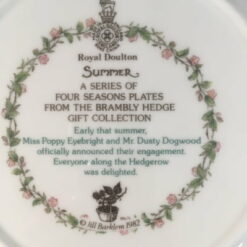 Royal Doulton
SUMMER
A SERIES OF
FOUR SEASONS PLATES
FROM THE BRAMBLY HEDGE
GIFT COLLECTION
Early that summer,
Miss Poppy Eyebright and Mr. Dusty Dogwood
officially announced their engagement.
Everyone along the Hedgerow
was delighted.
© Jill Barklem 1982